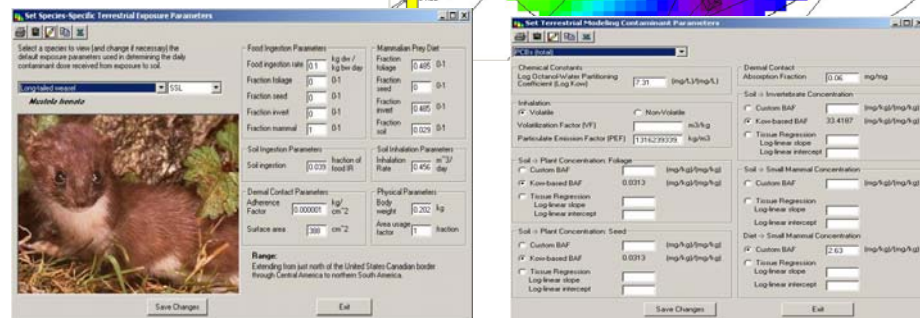 Set Species-Specific Terrestrial Exposure Parameters
Select a species to view (and change if necessary) the
default exposure parameters used in determining the daily
contaminant dose received from exposure to soil.
Long-tailed weasel
SSL
Mustela frenata
Food Ingestion Parameters
Food ingestion rate 0.1 kg dw / kg bw day
Fraction foliage 0 0-1
Fraction seed 0 0-1
Fraction invert 0 0-1
Fraction mammal 1 0-1
Mammalian Prey Diet
Fraction foliage 0.485 0-1
Fraction seed 0 0-1
Fraction invert 0.485 0-1
Fraction soil 0.029 0-1
Soil Ingestion Parameters
Soil ingestion 0.039 fraction of food IR
Soil Inhalation Parameters
Inhalation Rate 0.456 m^3/ day
Dermal Contact Parameters
Adherence Factor 0.000001 kg/ cm^2
Surface area 398 cm^2
Physical Parameters
Body weight 0.202 kg
Area usage factor 1 fraction
Range:
Extending from just north of the United States-Canadian border
through Central America to northern South America.
Save Changes
Exit
Set Terrestrial Modeling Contaminant Parameters
PCBs (total)
Chemical Constants
Log Octanol-Water Partitioning
Coefficient (Log Kow) 7.31 (mg/L)/(mg/L)
Inhalation
Volatile Non-Volatile
Volatilization Factor (VF) m3/kg
Particulate Emission Factor (PEF) 1316239339 kg/m3
Soil -> Plant Concentration: Foliage
Custom BAF (mg/kg)/(mg/kg)
Kow-based BAF 0.0313 (mg/kg)/(mg/kg)
Tissue Regression
Log-linear slope
Log-linear intercept
Soil -> Plant Concentration: Seed
Custom BAF (mg/kg)/(mg/kg)
Kow-based BAF 0.0313 (mg/kg)/(mg/kg)
Tissue Regression
Log-linear slope
Log-linear intercept
Dermal Contact
Absorption Fraction 0.06 mg/mg
Soil -> Invertebrate Concentration
Custom BAF (mg/kg)/(mg/kg)
Kow-based BAF 33.4187 (mg/kg)/(mg/kg)
Tissue Regression
Log-linear slope
Log-linear intercept
Soil -> Small Mammal Concentration
Custom BAF (mg/kg)/(mg/kg)
Tissue Regression
Log-linear slope
Log-linear intercept
Diet -> Small Mammal Concentration
Custom BAF 2.63 (mg/kg)/(mg/kg)
Tissue Regression
Log-linear slope
Log-linear intercept
Save Changes
Exit